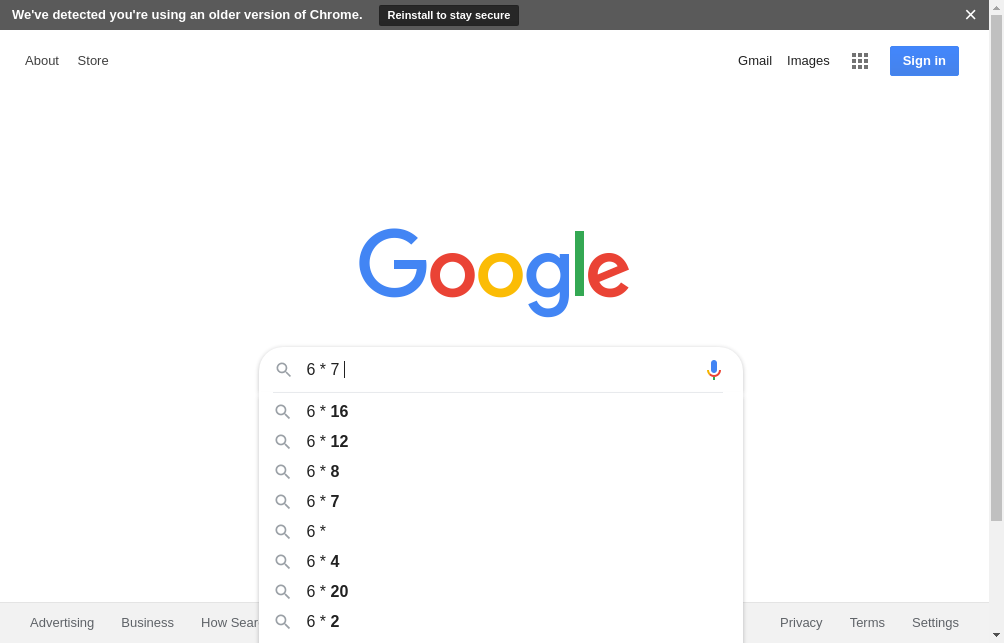 We've detected you're using an older version of Chrome. Reinstall to stay secure
About Store Gmail Images Sign in
Google
6 * 7
6 * 16
6 * 12
6 * 8
6 * 7
6 *
6 * 4
6 * 20
6 * 2
Advertising Business How Sear Privacy Terms Settings